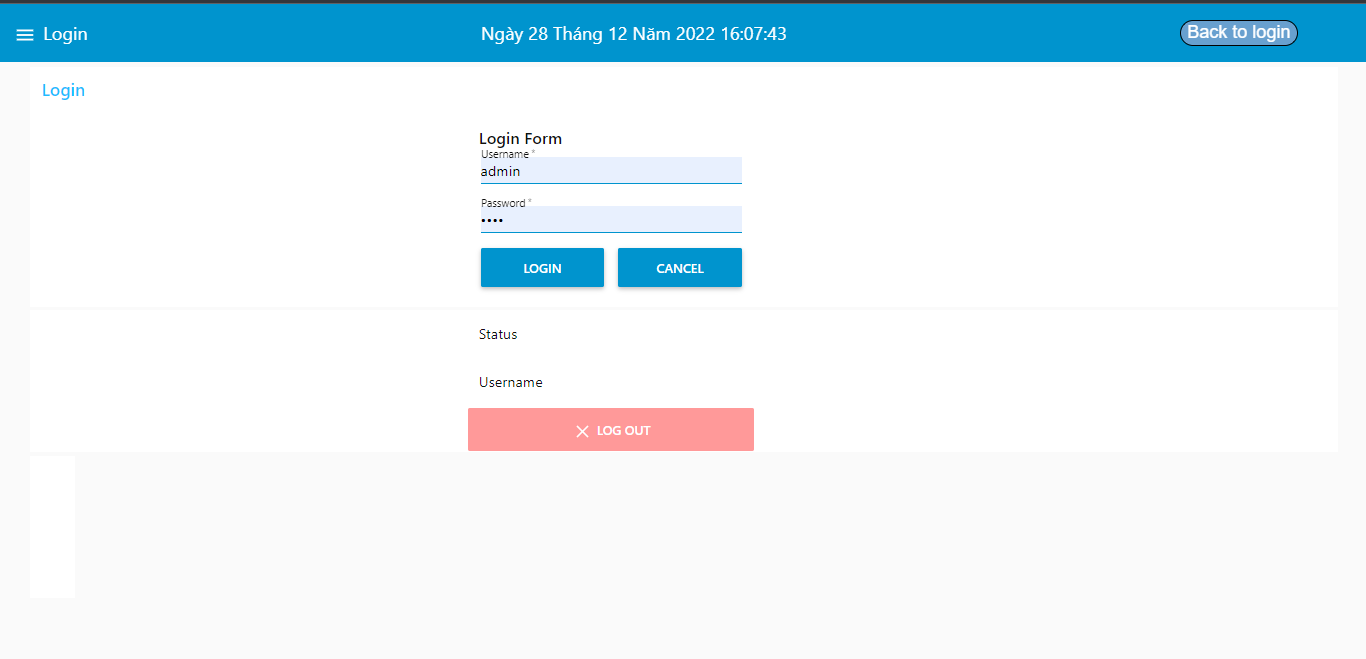 Login
Ngày 28 Tháng 12 Năm 2022 16:07:43
Back to login
Login
Login Form
Username *
admin
Password *
••••
LOGIN
CANCEL
Status
Username
LOG OUT